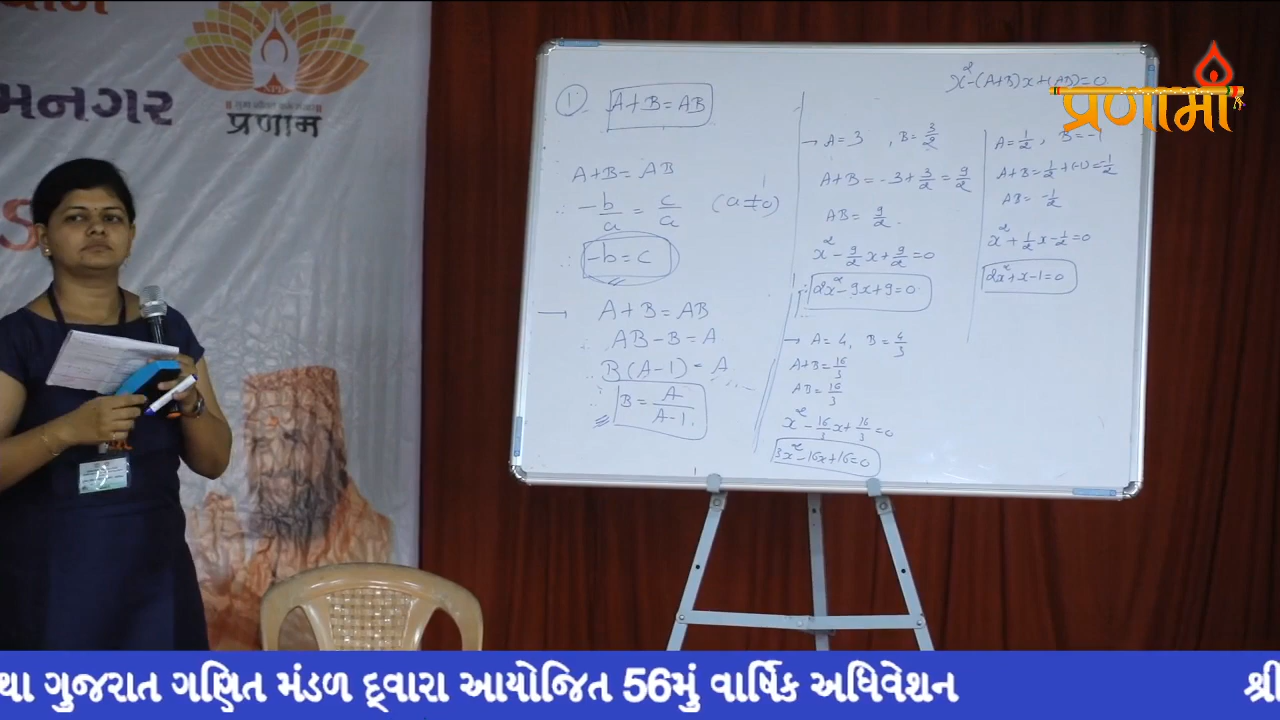 મનગર
प्रणाम
प्रणामी
① A+B=AB
A+B=AB
∴ -b/a = c/a (a≠0)
∴ -b=c
→ A+B=AB
∴ AB-B=A
∴ B(A-1)=A
∴ B=A/A-1.
x²-(A+B)x+(AB)=0
→ A=3, B=3/2
A+B=-3+3/2=9/2
AB=9/2.
x²-9/2x+9/2=0
∴ 2x²-9x+9=0.
→ A=4, B=4/3
A+B=16/3
AB=16/3
x²-16/3x+16/3=0
3x²-16x+16=0
A=1/2, B=-1
A+B=1/2+(-1)=-1/2
AB=-1/2
x²+1/2x-1/2=0
2x²+x-1=0
થા ગુજરાત ગણિત મંડળ દ્વારા આયોજિત 56મું વાર્ષિક અધિવેશન
શ્રી